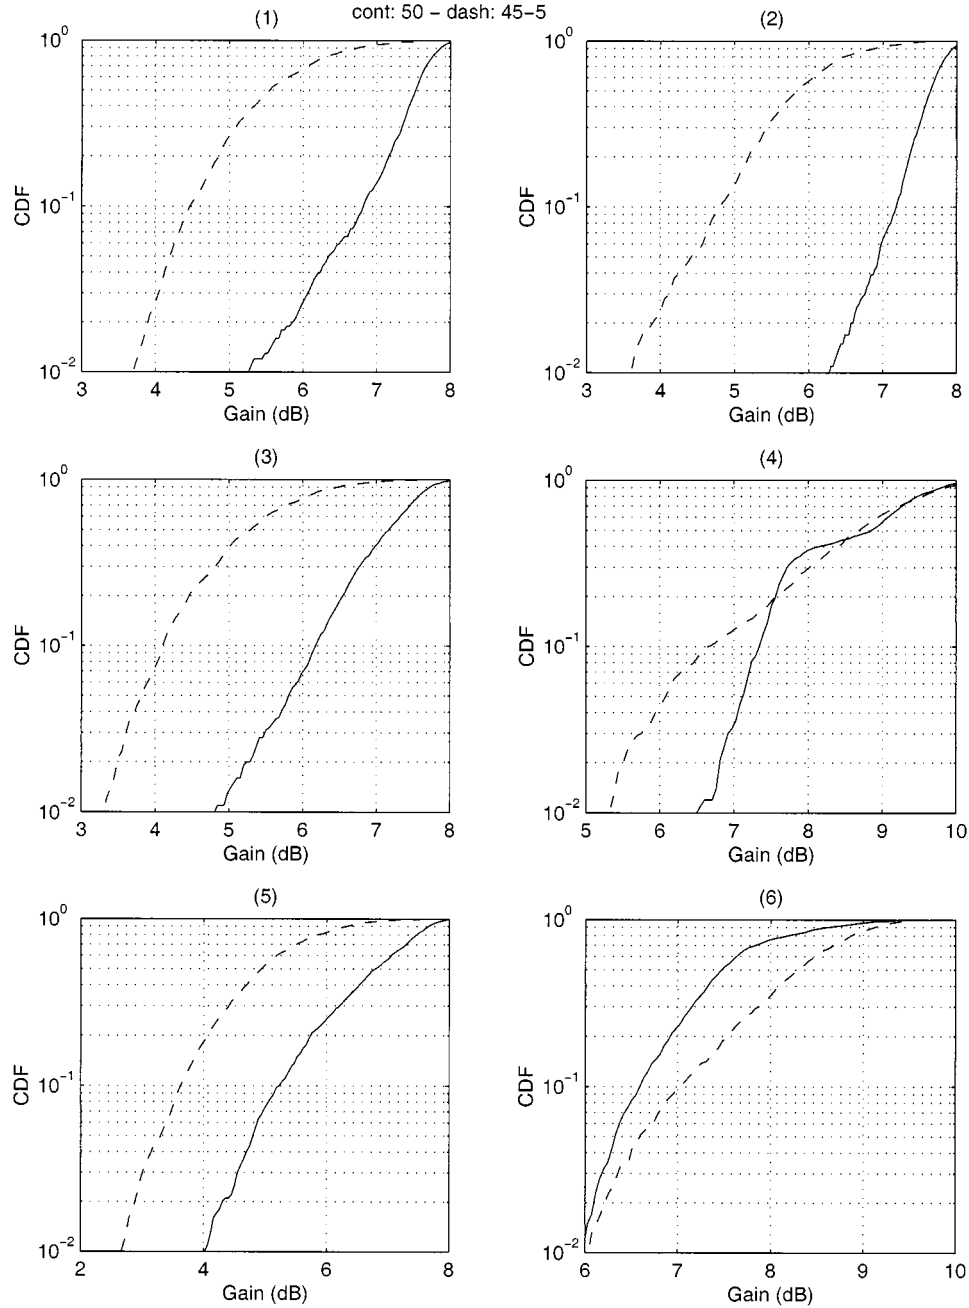 cont: 50 – dash: 45–5
(1)
CDF
10^0
10^-1
10^-2
3 4 5 6 7 8
Gain (dB)
(2)
CDF
10^0
10^-1
10^-2
3 4 5 6 7 8
Gain (dB)
(3)
CDF
10^0
10^-1
10^-2
3 4 5 6 7 8
Gain (dB)
(4)
CDF
10^0
10^-1
10^-2
5 6 7 8 9 10
Gain (dB)
(5)
CDF
10^0
10^-1
10^-2
2 4 6 8
Gain (dB)
(6)
CDF
10^0
10^-1
10^-2
6 7 8 9 10
Gain (dB)